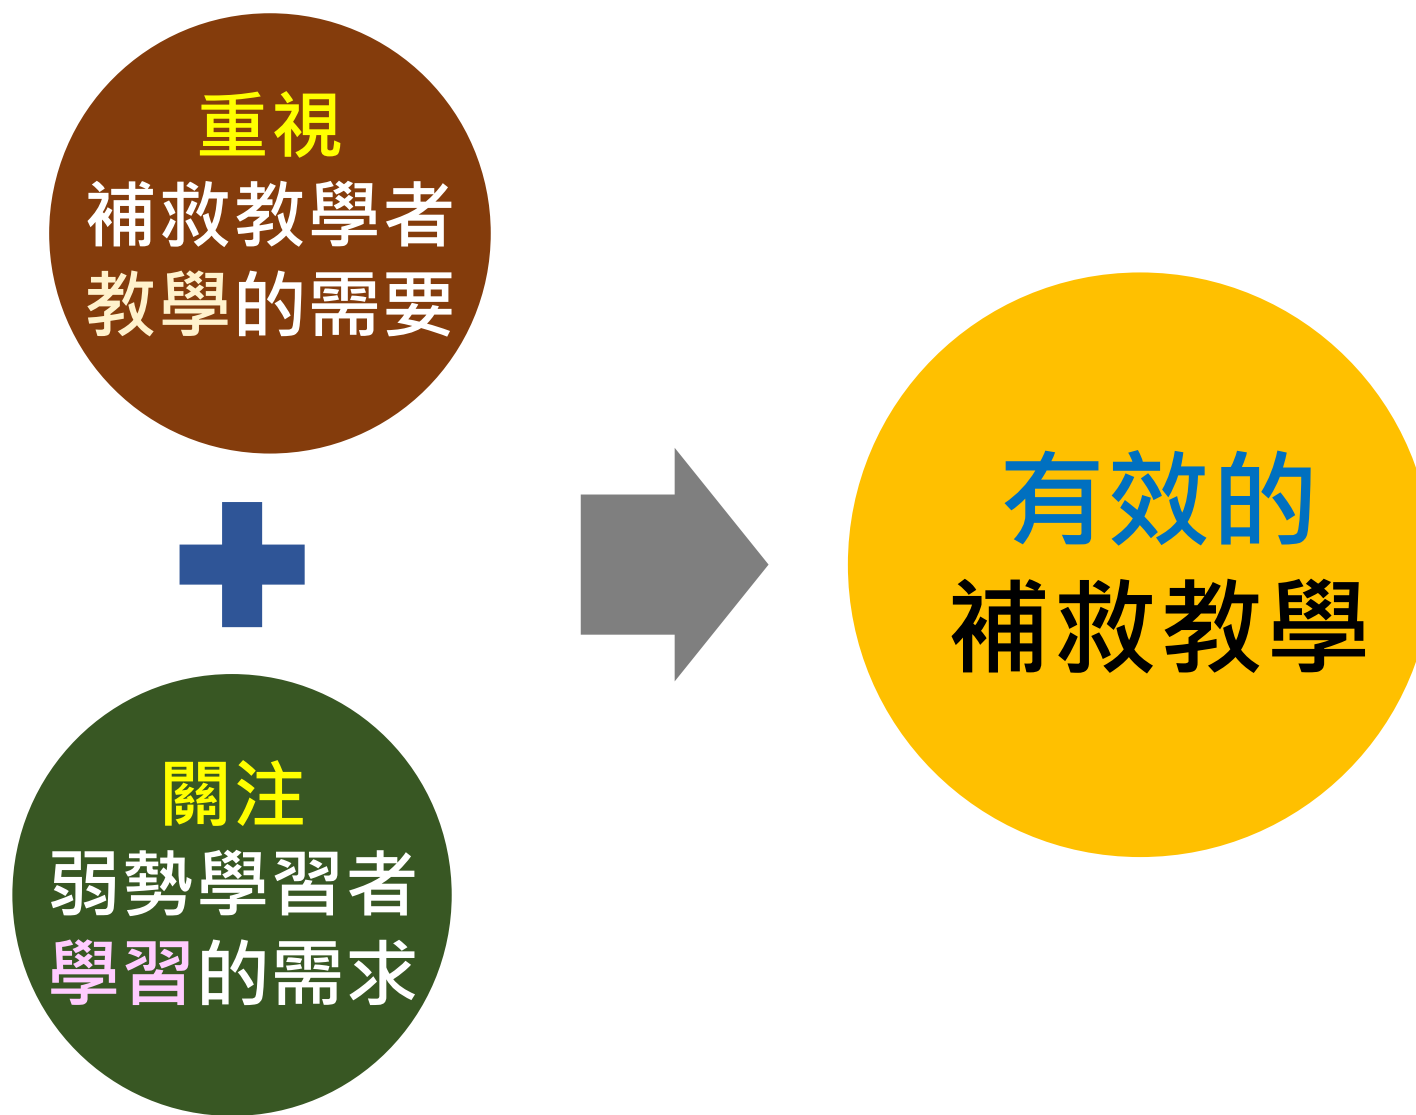 重視
補救教學者
教學的需要
關注
弱勢學習者
學習的需求
有效的
補救教學